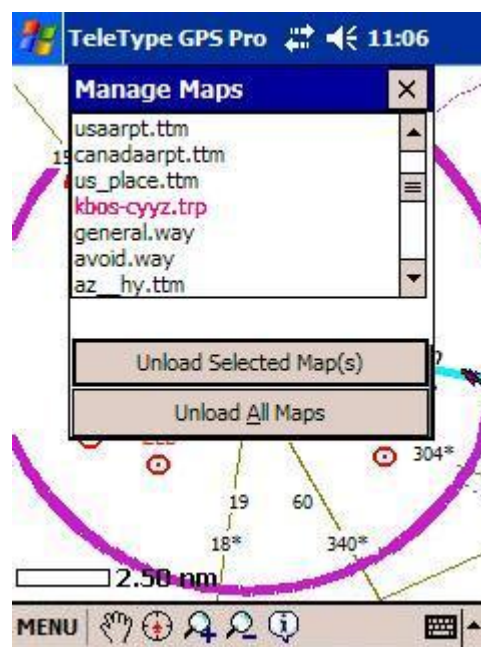 TeleType GPS Pro 11:06
Manage Maps
usaarpt.ttm
canadaarpt.ttm
us_place.ttm
kbos-cyyz.trp
general.way
avoid.way
az__hy.ttm
Unload Selected Map(s)
Unload All Maps
304*
19 60
18* 340*
2.50 nm
MENU